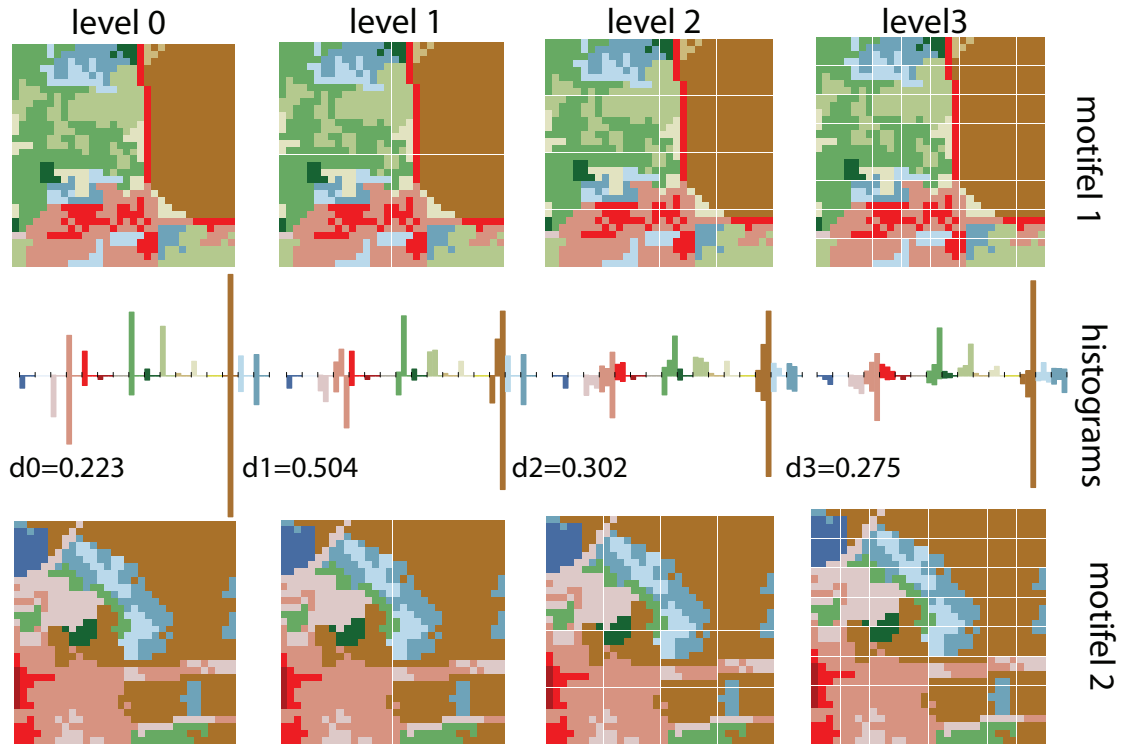 level 0
level 1
level 2
level3
motifel 1
histograms
d0=0.223
d1=0.504
d2=0.302
d3=0.275
motifel 2